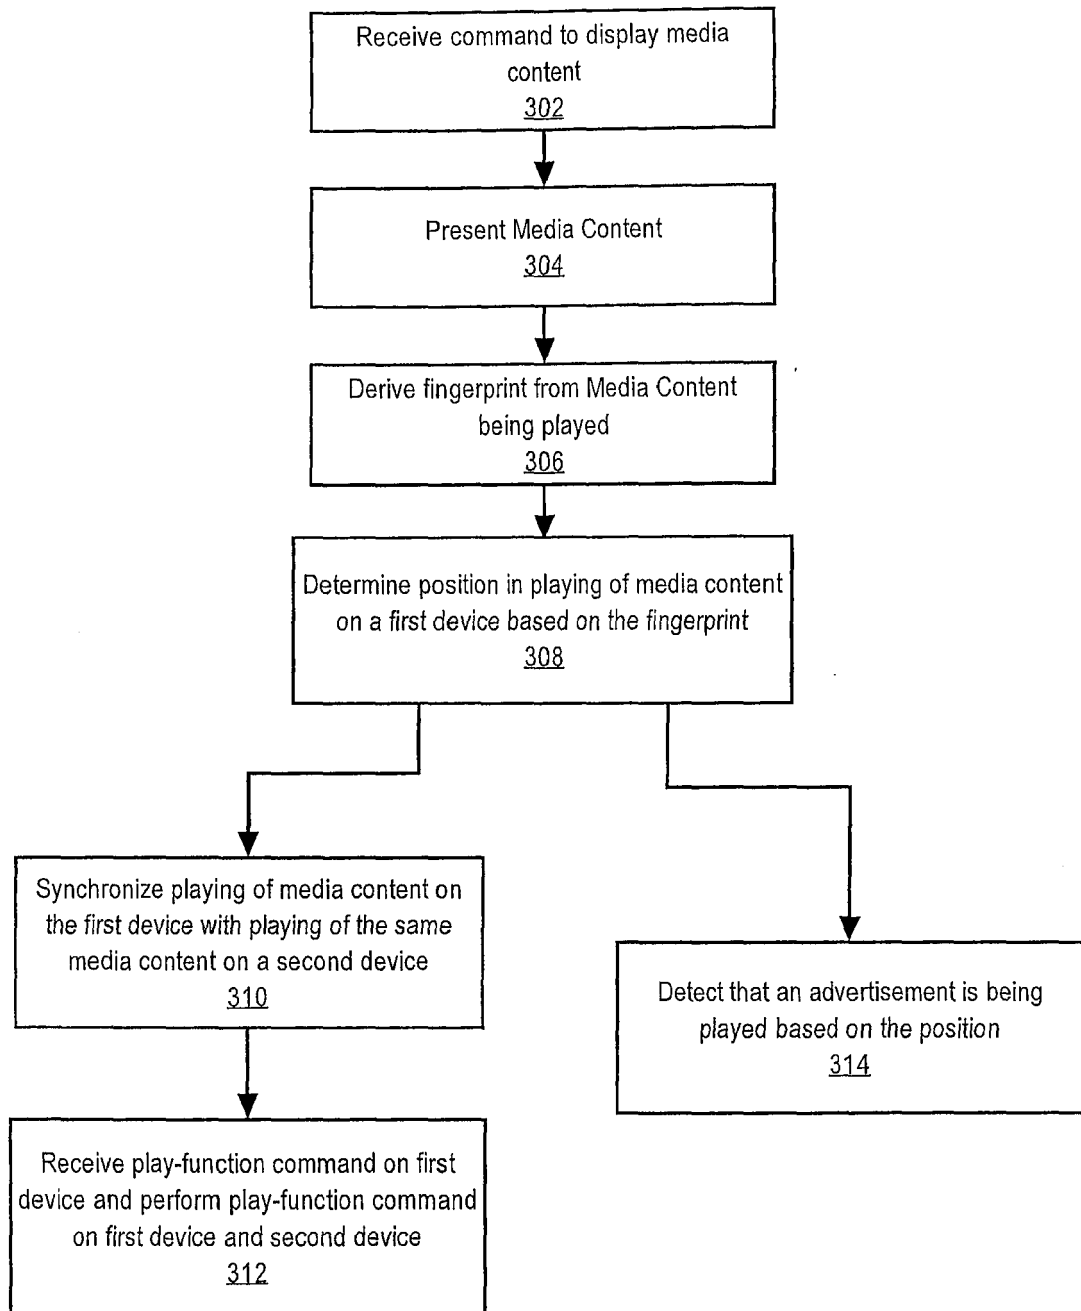 Receive command to display media
content
302
Present Media Content
304
Derive fingerprint from Media Content
being played
306
Determine position in playing of media content
on a first device based on the fingerprint
308
Synchronize playing of media content on
the first device with playing of the same
media content on a second device
310
Detect that an advertisement is being
played based on the position
314
Receive play-function command on first
device and perform play-function command
on first device and second device
312